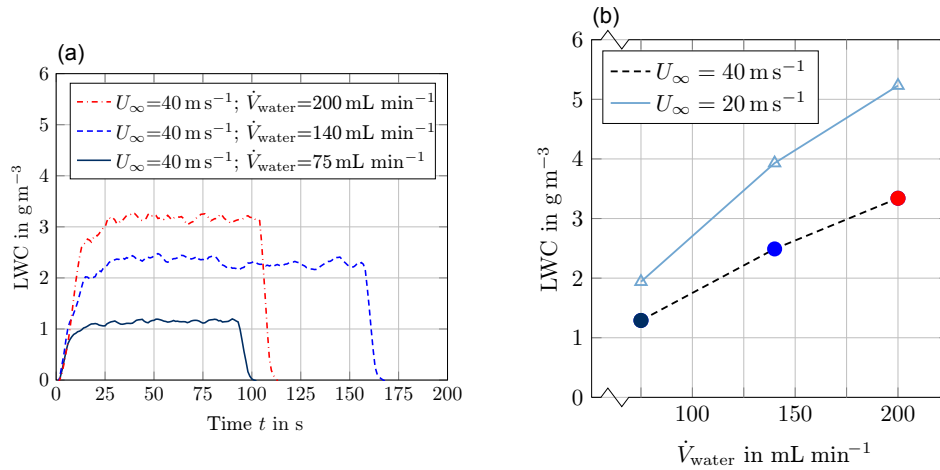 (a)
6
5
4
3
2
1
0
LWC in g m⁻³
U∞=40 m s⁻¹; V̇water=200 mL min⁻¹
U∞=40 m s⁻¹; V̇water=140 mL min⁻¹
U∞=40 m s⁻¹; V̇water=75 mL min⁻¹
0 25 50 75 100 125 150 175 200
Time t in s
(b)
6
5
4
3
2
1
0
LWC in g m⁻³
U∞ = 40 m s⁻¹
U∞ = 20 m s⁻¹
100 150 200
V̇water in mL min⁻¹